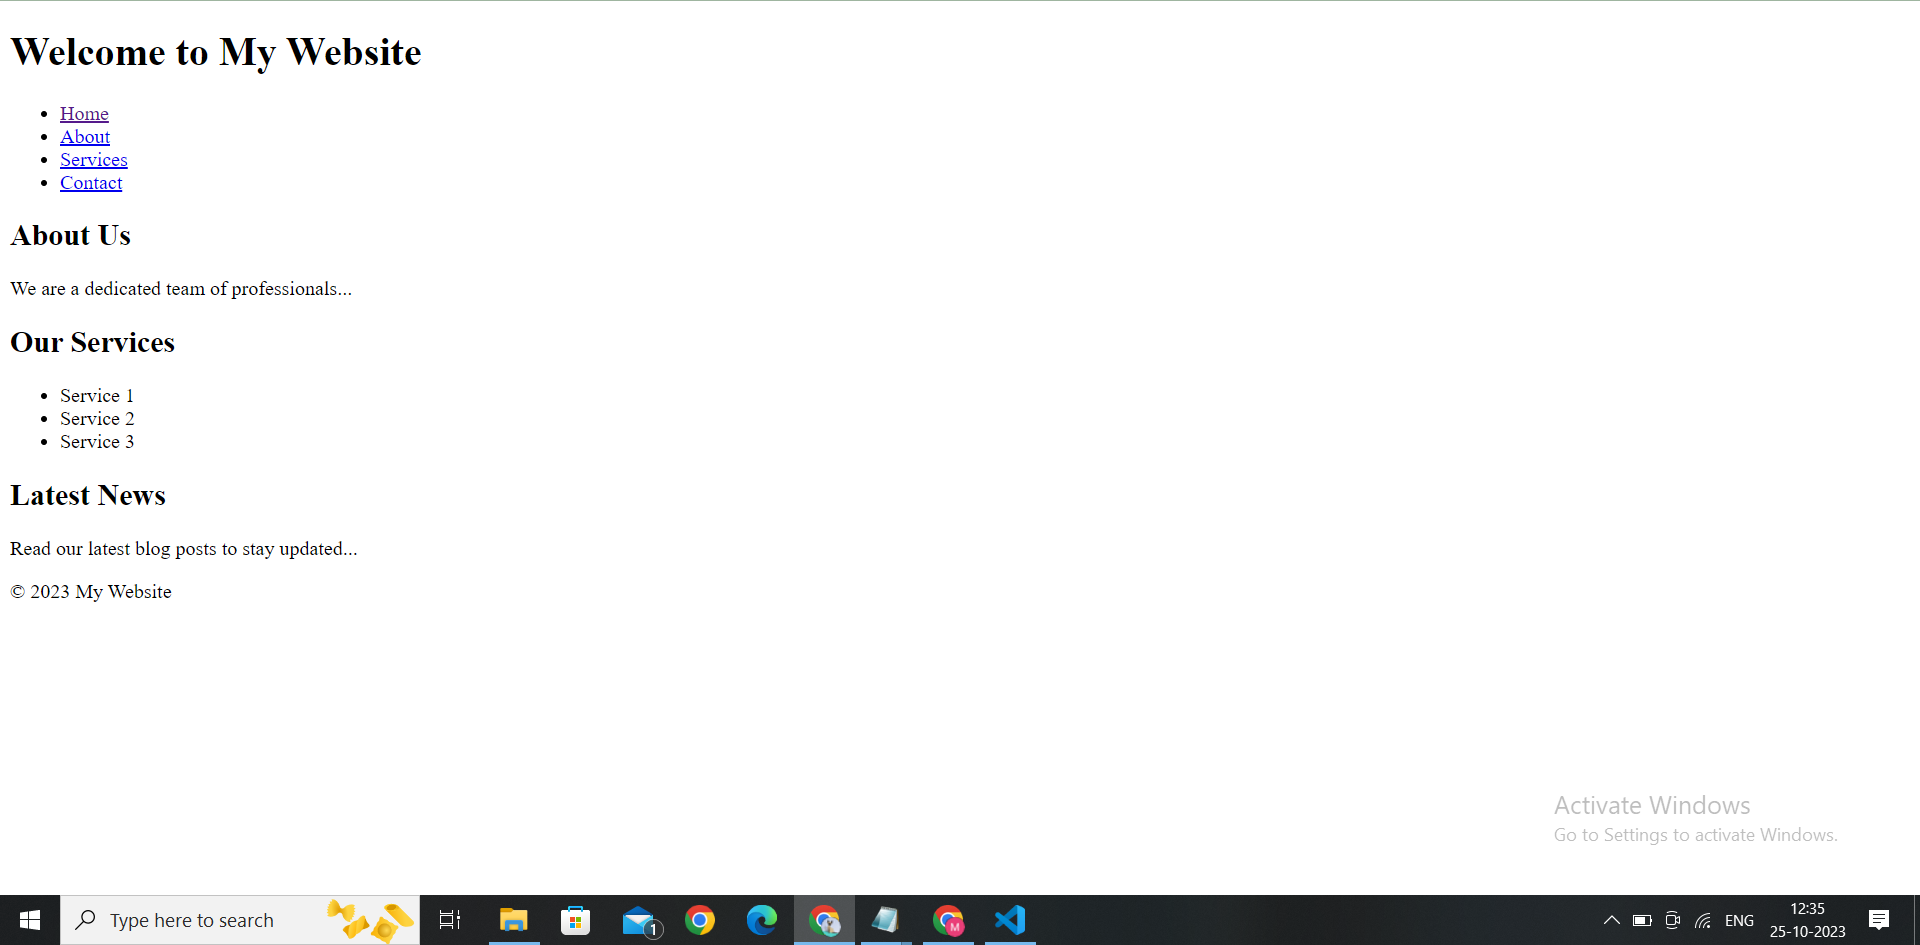 Welcome to My Website
Home
About
Services
Contact
About Us
We are a dedicated team of professionals...
Our Services
Service 1
Service 2
Service 3
Latest News
Read our latest blog posts to stay updated...
© 2023 My Website
Activate Windows
Go to Settings to activate Windows.
Type here to search
1
M
ENG
12:35
25-10-2023